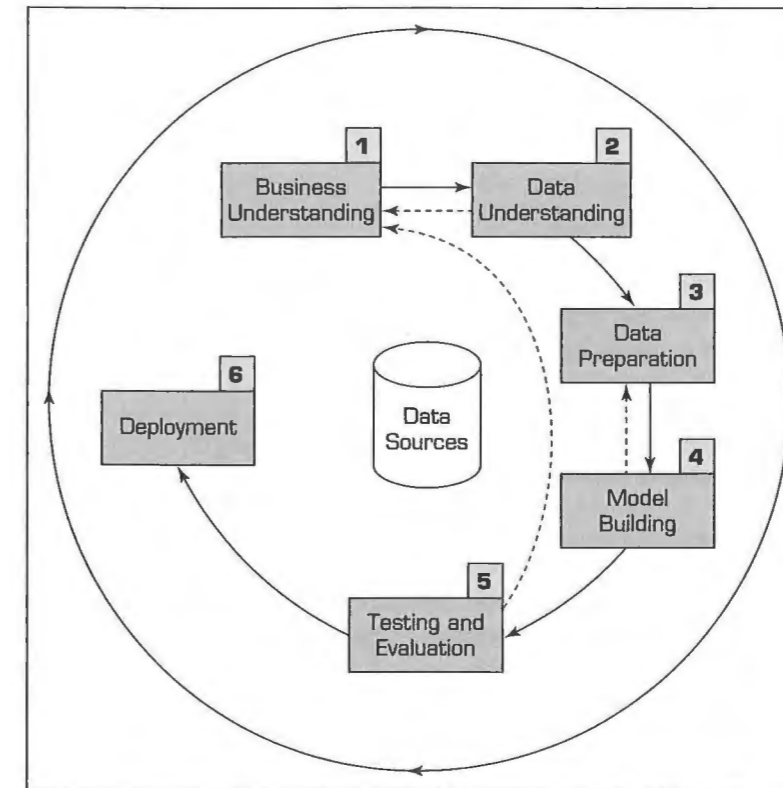 1
Business
Understanding
2
Data
Understanding
3
Data
Preparation
4
Model
Building
5
Testing and
Evaluation
6
Deployment
Data
Sources